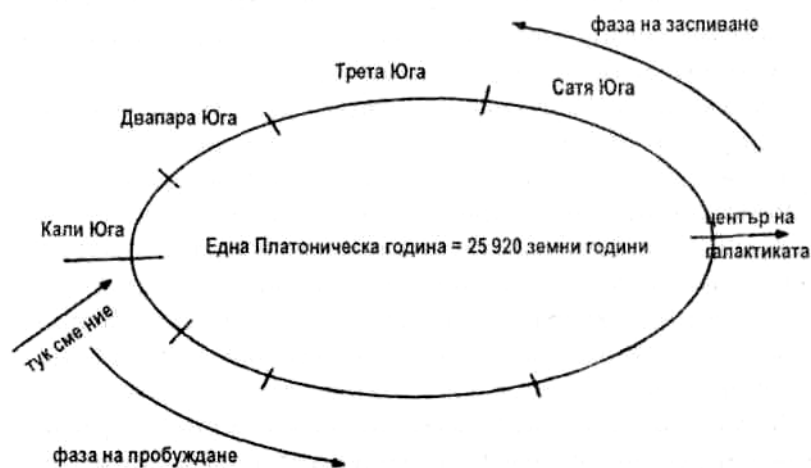 фаза на заспиване
Трета Юга
Сатя Юга
Двапара Юга
Кали Юга
център на
галактиката
Една Платоническа година = 25 920 земни години
тук сме ние
фаза на пробуждане